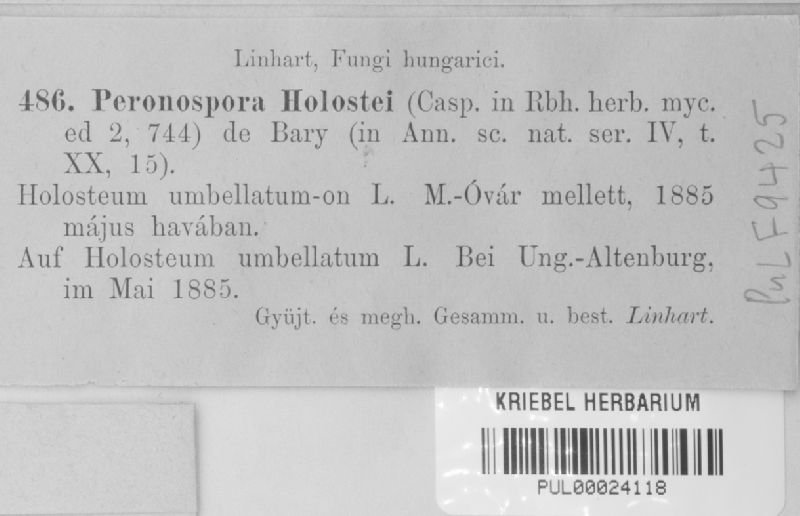 Linhart, Fungi hungarici.
486. Peronospora Holostei (Casp. in Rbh. herb. myc.
ed 2, 744) de Bary (in Ann. sc. nat. ser. IV, t.
XX, 15).
Holosteum umbellatum-on L. M.-Óvár mellett, 1885
május havában.
Auf Holosteum umbellatum L. Bei Ung.-Altenburg,
im Mai 1885.
Gyüjt. és megh. Gesamm. u. best. Linhart.
PuL F9425
KRIEBEL HERBARIUM
PUL00024118